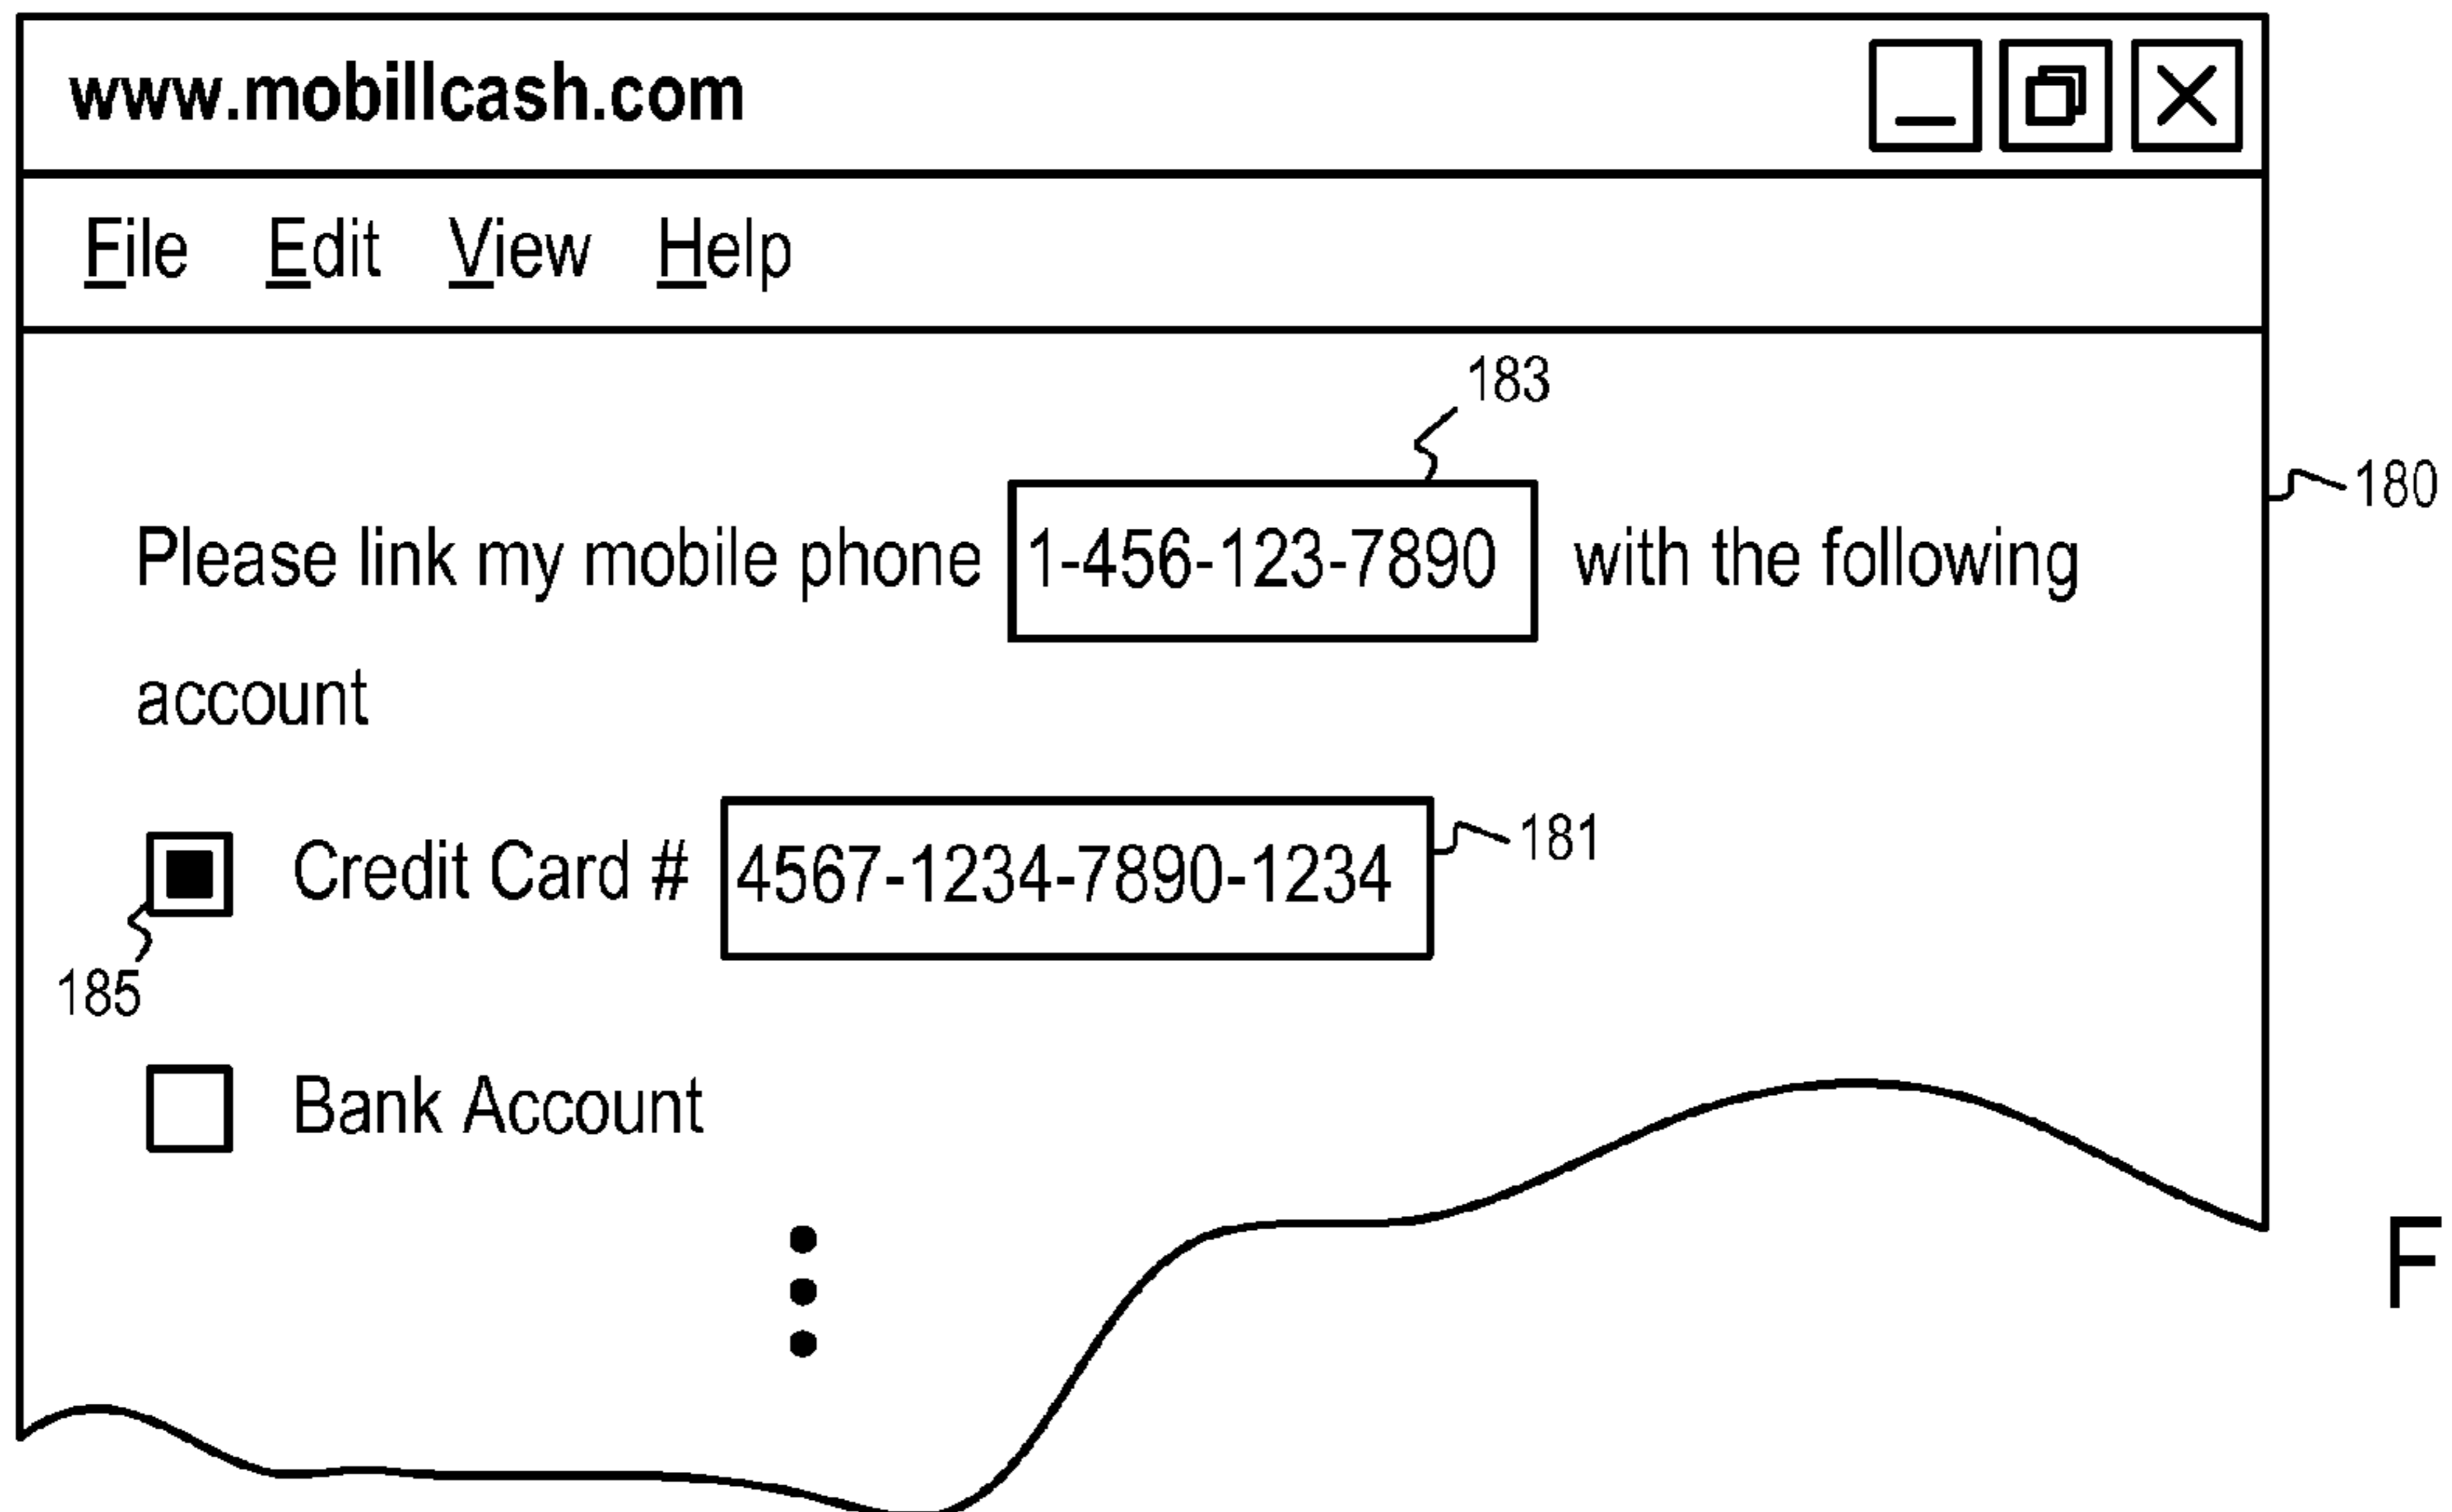 www.mobillcash.com
File Edit View Help
183
180
Please link my mobile phone 1-456-123-7890 with the following
account
Credit Card # 4567-1234-7890-1234 181
185
Bank Account
F